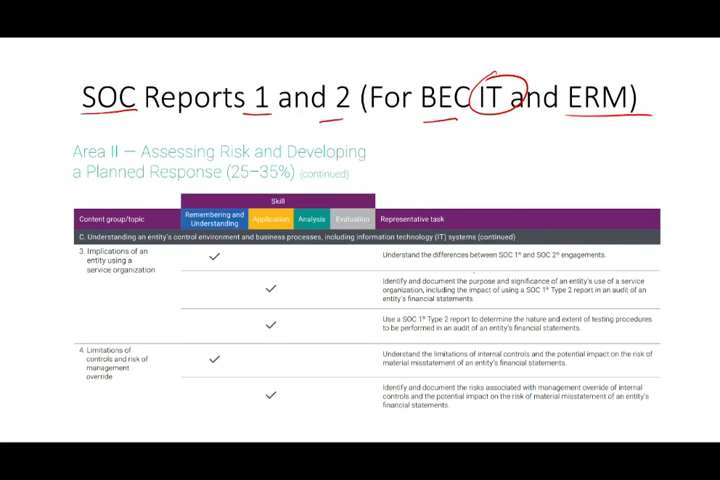 SOC Reports 1 and 2 (For BEC IT and ERM)
Area II — Assessing Risk and Developing
a Planned Response (25–35%) (continued)
Skill
Content group/topic
Remembering and
Understanding
Application
Analysis
Evaluation
Representative task
C. Understanding an entity's control environment and business processes, including information technology (IT) systems (continued)
3. Implications of an
entity using a
service organization
✓
Understand the differences between SOC 1® and SOC 2® engagements.
✓
Identify and document the purpose and significance of an entity's use of a service
organization, including the impact of using a SOC 1® Type 2 report in an audit of an
entity's financial statements.
✓
Use a SOC 1® Type 2 report to determine the nature and extent of testing procedures
to be performed in an audit of an entity's financial statements.
4. Limitations of
controls and risk of
management
override
✓
Understand the limitations of internal controls and the potential impact on the risk of
material misstatement of an entity's financial statements.
✓
Identify and document the risks associated with management override of internal
controls and the potential impact on the risk of material misstatement of an entity's
financial statements.